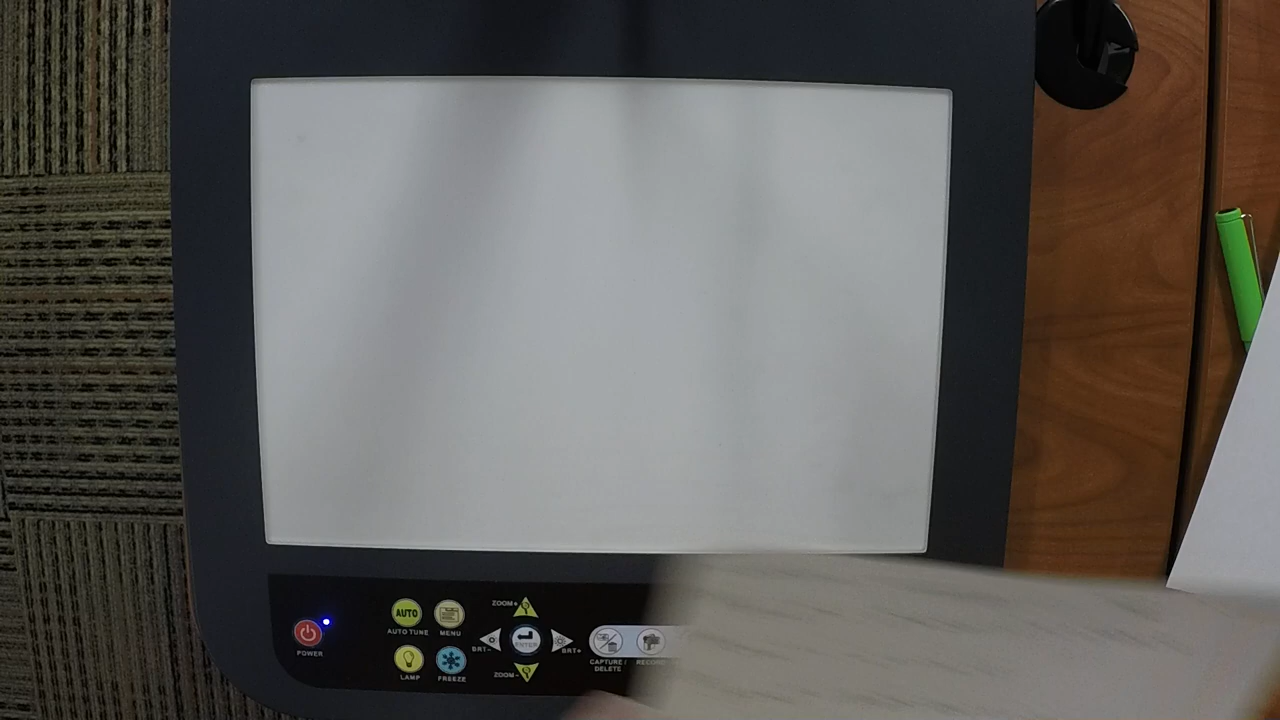 ZOOM+
AUTO
AUTO TUNE
MENU
BRT-
ENTER
BRT+
POWER
CAPTURE /
DELETE
RECORD
LAMP
FREEZE
ZOOM-